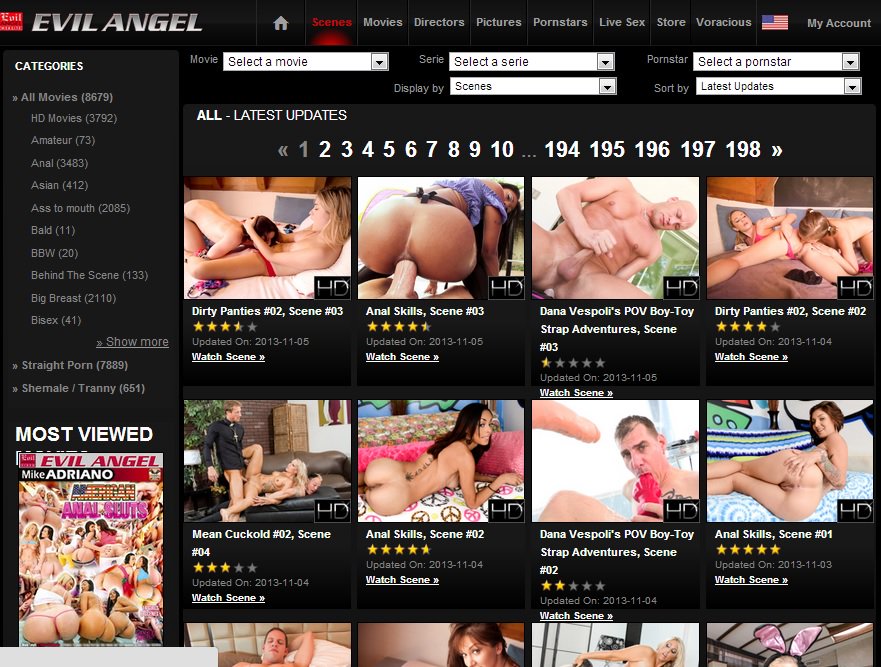 Evil
EVIL ANGEL
Scenes
Movies
Directors
Pictures
Pornstars
Live Sex
Store
Voracious
My Account
CATEGORIES
» All Movies (8679)
HD Movies (3792)
Amateur (73)
Anal (3483)
Asian (412)
Ass to mouth (2085)
Bald (11)
BBW (20)
Behind The Scene (133)
Big Breast (2110)
Bisex (41)
» Show more
» Straight Porn (7889)
» Shemale / Tranny (651)
MOST VIEWED
Evil
EVIL ANGEL
Mike ADRIANO
ANAL SLUTS
Movie
Select a movie
Serie
Select a serie
Pornstar
Select a pornstar
Display by
Scenes
Sort by
Latest Updates
ALL - LATEST UPDATES
« 1 2 3 4 5 6 7 8 9 10 ... 194 195 196 197 198 »
HD
HD
HD
HD
Dirty Panties #02, Scene #03
Updated On: 2013-11-05
Watch Scene »
Anal Skills, Scene #03
Updated On: 2013-11-05
Watch Scene »
Dana Vespoli's POV Boy-Toy
Strap Adventures, Scene
#03
Updated On: 2013-11-05
Watch Scene »
Dirty Panties #02, Scene #02
Updated On: 2013-11-04
Watch Scene »
HD
HD
HD
HD
Mean Cuckold #02, Scene
#04
Updated On: 2013-11-04
Watch Scene »
Anal Skills, Scene #02
Updated On: 2013-11-04
Watch Scene »
Dana Vespoli's POV Boy-Toy
Strap Adventures, Scene
#02
Updated On: 2013-11-04
Watch Scene »
Anal Skills, Scene #01
Updated On: 2013-11-03
Watch Scene »